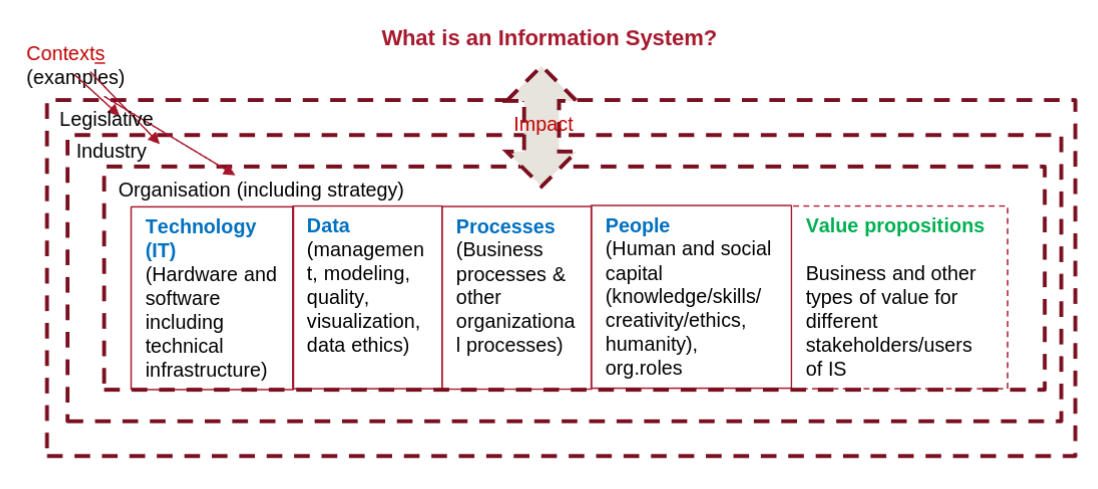 What is an Information System?
Contexts
(examples)
Legislative
Impact
Industry
Organisation (including strategy)
Technology
(IT)
(Hardware and
software
including
technical
infrastructure)
Data
(managemen
t, modeling,
quality,
visualization,
data ethics)
Processes
(Business
processes &
other
organizationa
l processes)
People
(Human and social
capital
(knowledge/skills/
creativity/ethics,
humanity),
org.roles
Value propositions
Business and other
types of value for
different
stakeholders/users
of IS